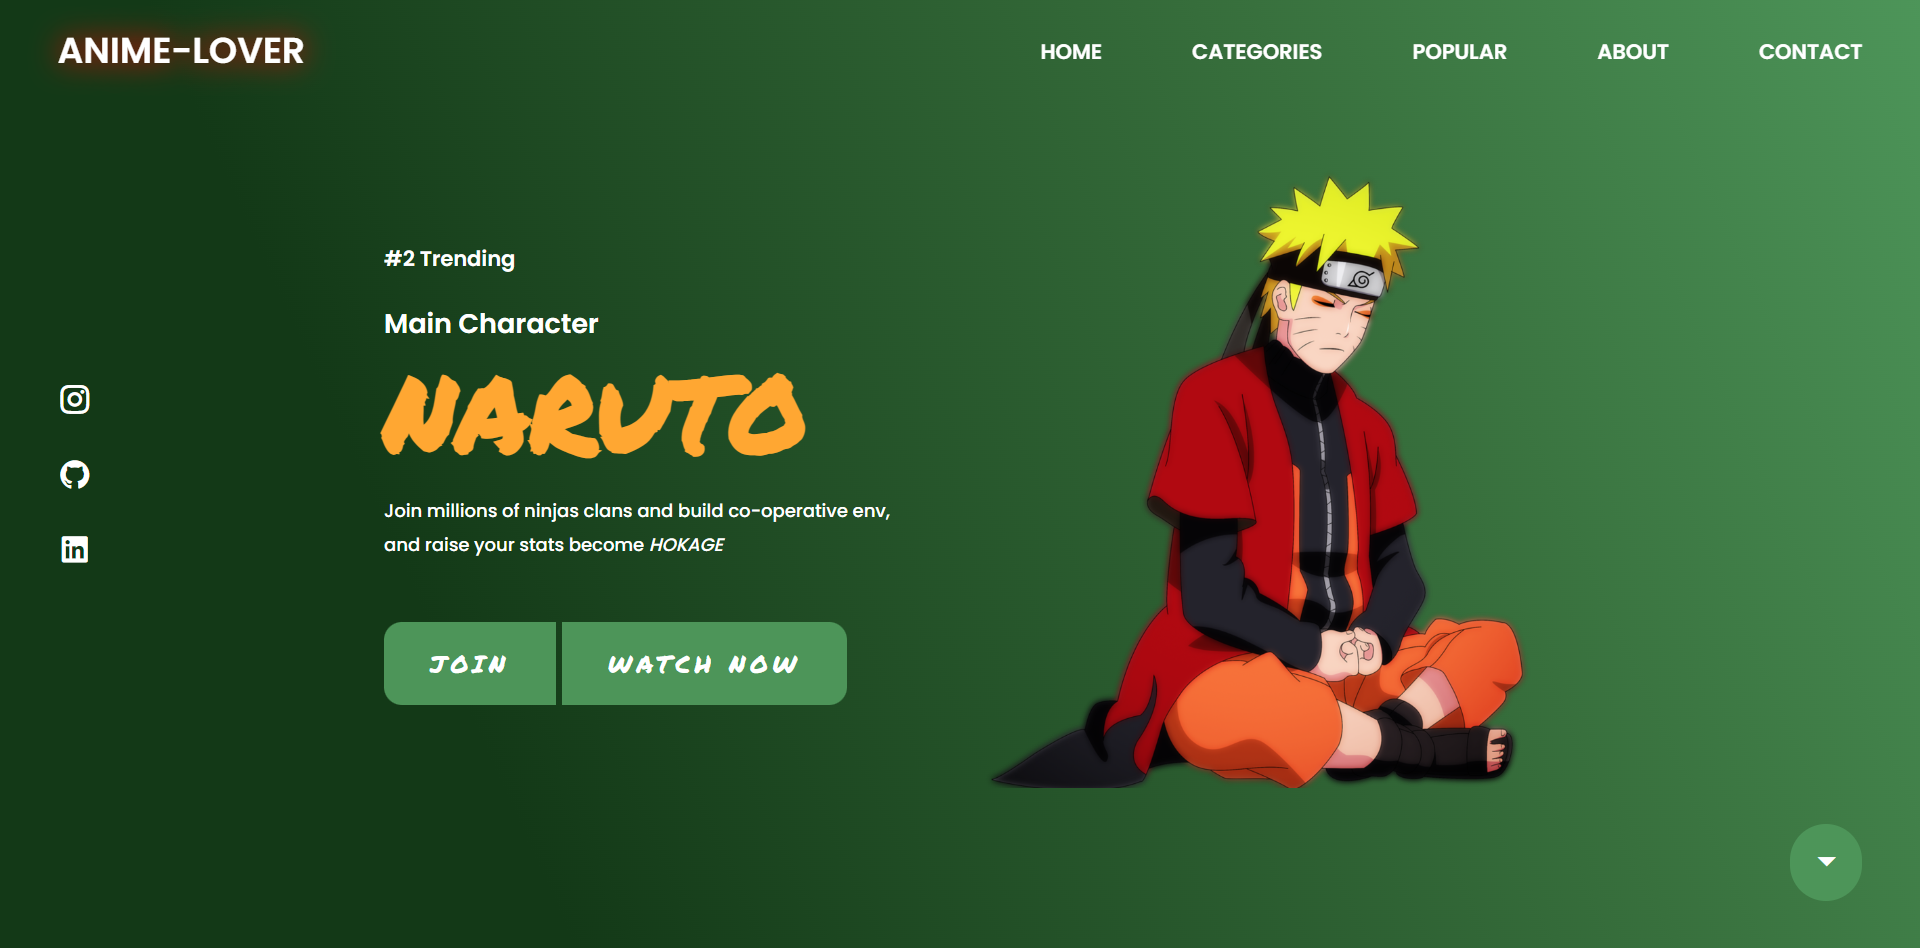 ANIME-LOVER
HOME CATEGORIES POPULAR ABOUT CONTACT
#2 Trending
Main Character
NARUTO
Join millions of ninjas clans and build co-operative env,
and raise your stats become HOKAGE
JOIN WATCH NOW